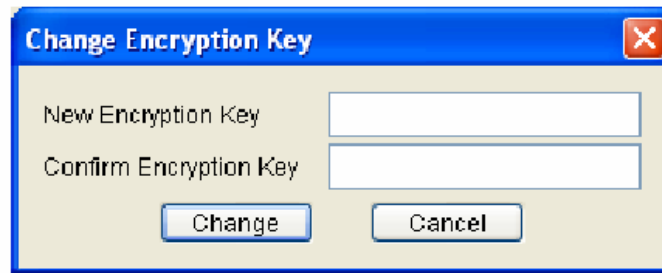 Change Encryption Key
New Encryption Key
Confirm Encryption Key
Change Cancel